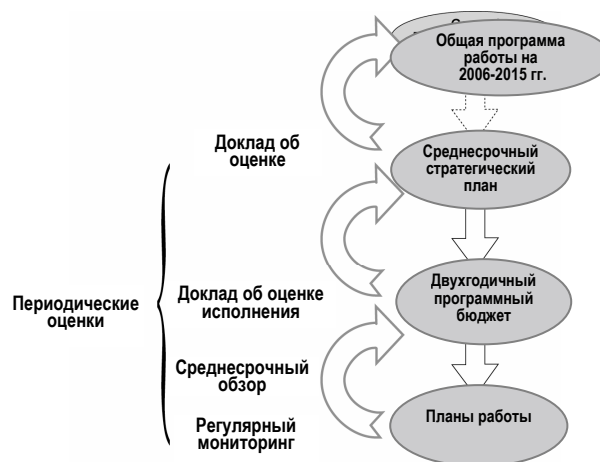 Общая программа
работы на
2006-2015 гг.
Доклад об
оценке
Среднесрочный
стратегический
план
Периодические
оценки
Доклад об оценке
исполнения
Двухгодичный
программный
бюджет
Среднесрочный
обзор
Регулярный
мониторинг
Планы работы